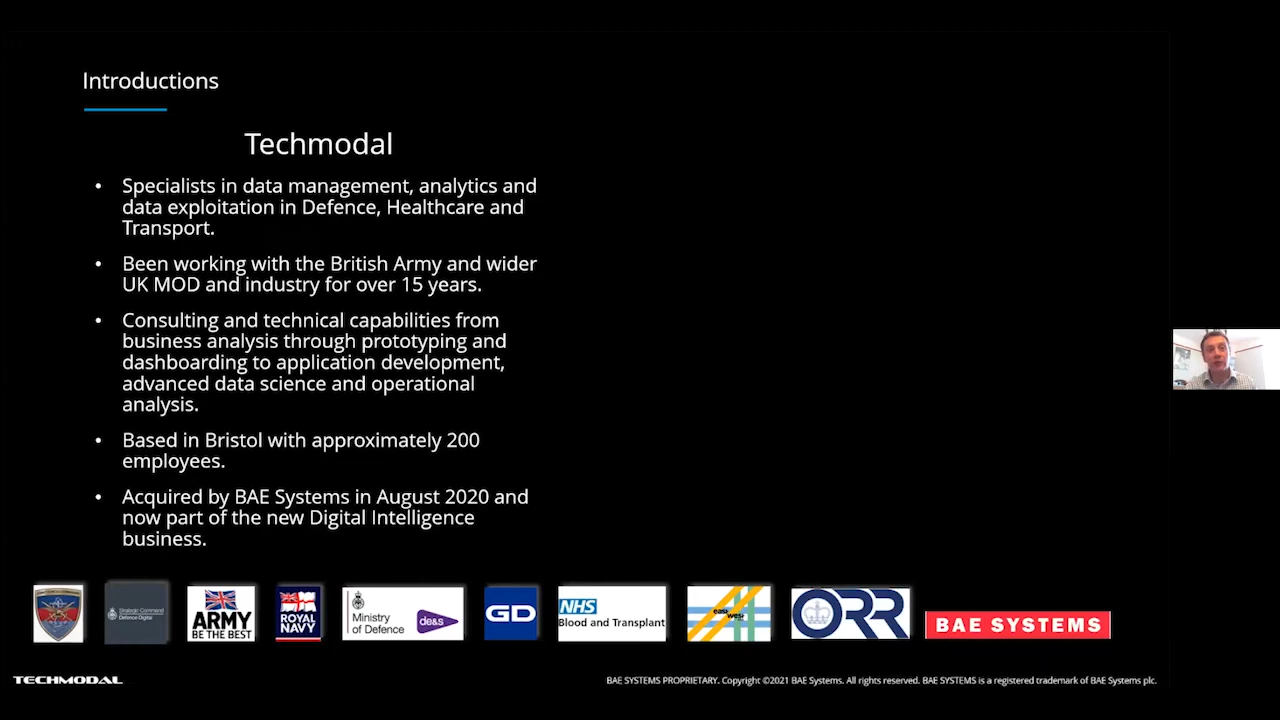 Introductions
Techmodal
• Specialists in data management, analytics and
data exploitation in Defence, Healthcare and
Transport.
• Been working with the British Army and wider
UK MOD and industry for over 15 years.
• Consulting and technical capabilities from
business analysis through prototyping and
dashboarding to application development,
advanced data science and operational
analysis.
• Based in Bristol with approximately 200
employees.
• Acquired by BAE Systems in August 2020 and
now part of the new Digital Intelligence
business.
Strategic Command
Defence Digital
ARMY
BE THE BEST
ROYAL
NAVY
Ministry
of Defence
de&s
GD
NHS
Blood and Transplant
east
west
ORR
BAE SYSTEMS
TECHMODAL
BAE SYSTEMS PROPRIETARY. Copyright ©2021 BAE Systems. All rights reserved. BAE SYSTEMS is a registered trademark of BAE Systems plc.